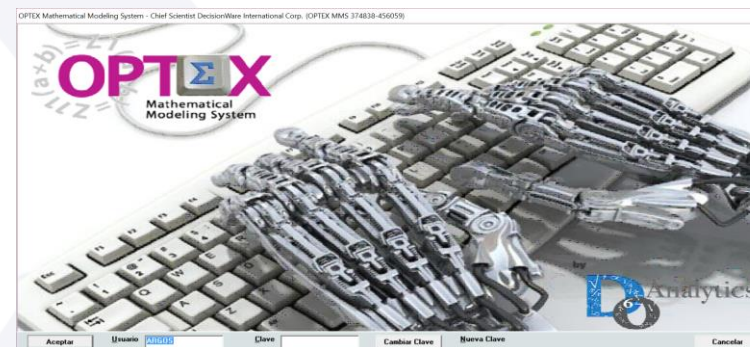 OPTEX Mathematical Modeling System - Chief Scientist DecisionWare International Corp. (OPTEX MMS 374838-456059)
OPTΣX
Mathematical
Modeling System
by
D6 Analytics
Aceptar Usuario ARGOS Clave Cambiar Clave Nueva Clave Cancelar